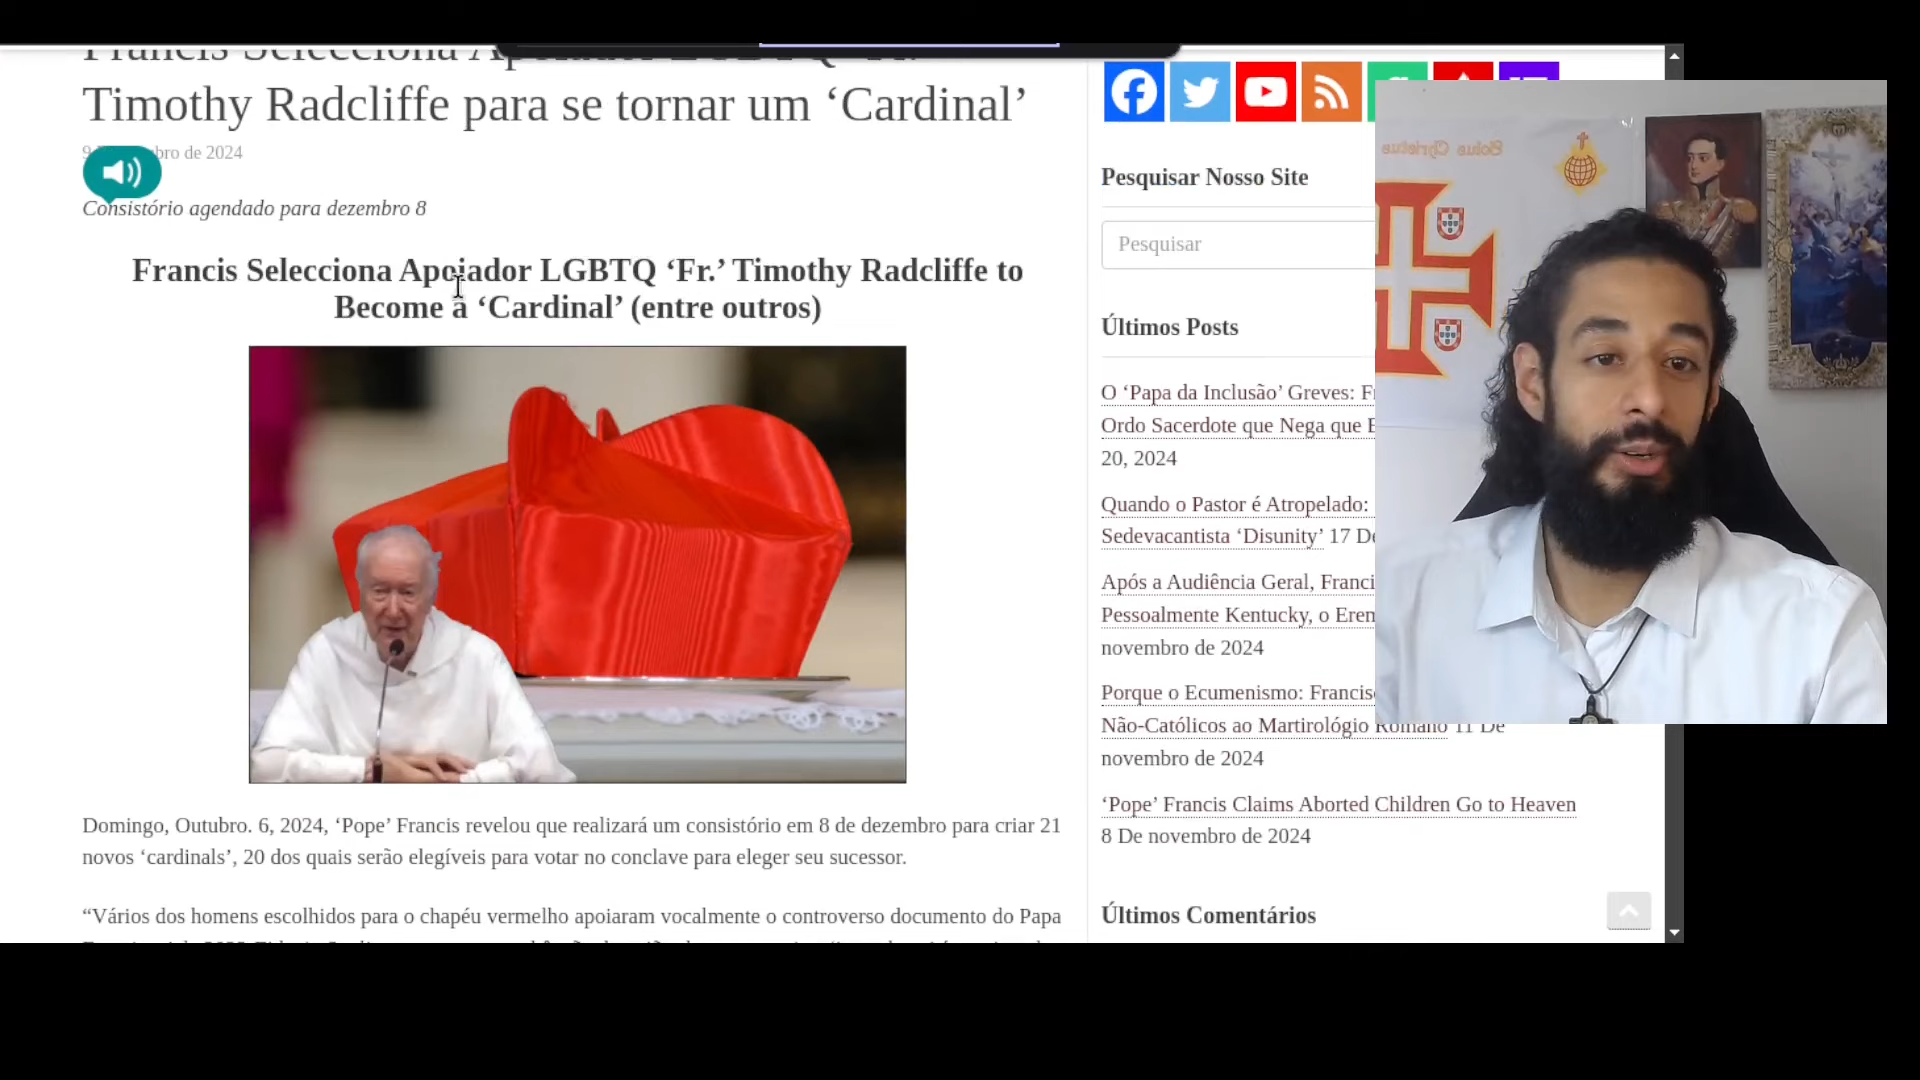 Timothy Radcliffe para se tornar um ‘Cardinal’
bro de 2024
Consistório agendado para dezembro 8
Francis Selecciona Apoiador LGBTQ ‘Fr.’ Timothy Radcliffe to
Become a ‘Cardinal’ (entre outros)
Domingo, Outubro. 6, 2024, ‘Pope’ Francis revelou que realizará um consistório em 8 de dezembro para criar 21
novos ‘cardinals’, 20 dos quais serão elegíveis para votar no conclave para eleger seu sucessor.
“Vários dos homens escolhidos para o chapéu vermelho apoiaram vocalmente o controverso documento do Papa
Pesquisar Nosso Site
Pesquisar
Últimos Posts
O ‘Papa da Inclusão’ Greves:
Ordo Sacerdote que Nega que
20, 2024
Quando o Pastor é Atropelado:
Sedevacantista ‘Disunity’ 17
Após a Audiência Geral,
Pessoalmente Kentucky, o
novembro de 2024
Porque o Ecumenismo:
Não-Católicos ao Martirológio Romano 11 De
novembro de 2024
‘Pope’ Francis Claims Aborted Children Go to Heaven
8 De novembro de 2024
Últimos Comentários